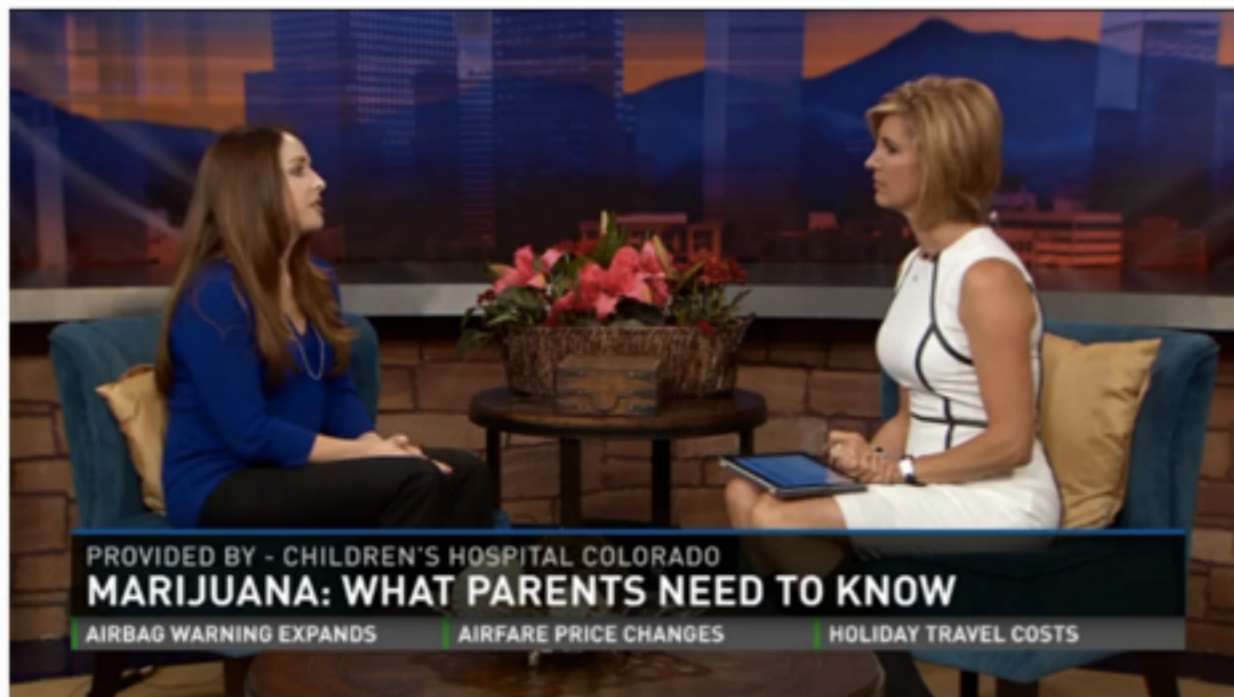 PROVIDED BY - CHILDREN'S HOSPITAL COLORADO
MARIJUANA: WHAT PARENTS NEED TO KNOW
AIRBAG WARNING EXPANDS
AIRFARE PRICE CHANGES
HOLIDAY TRAVEL COSTS